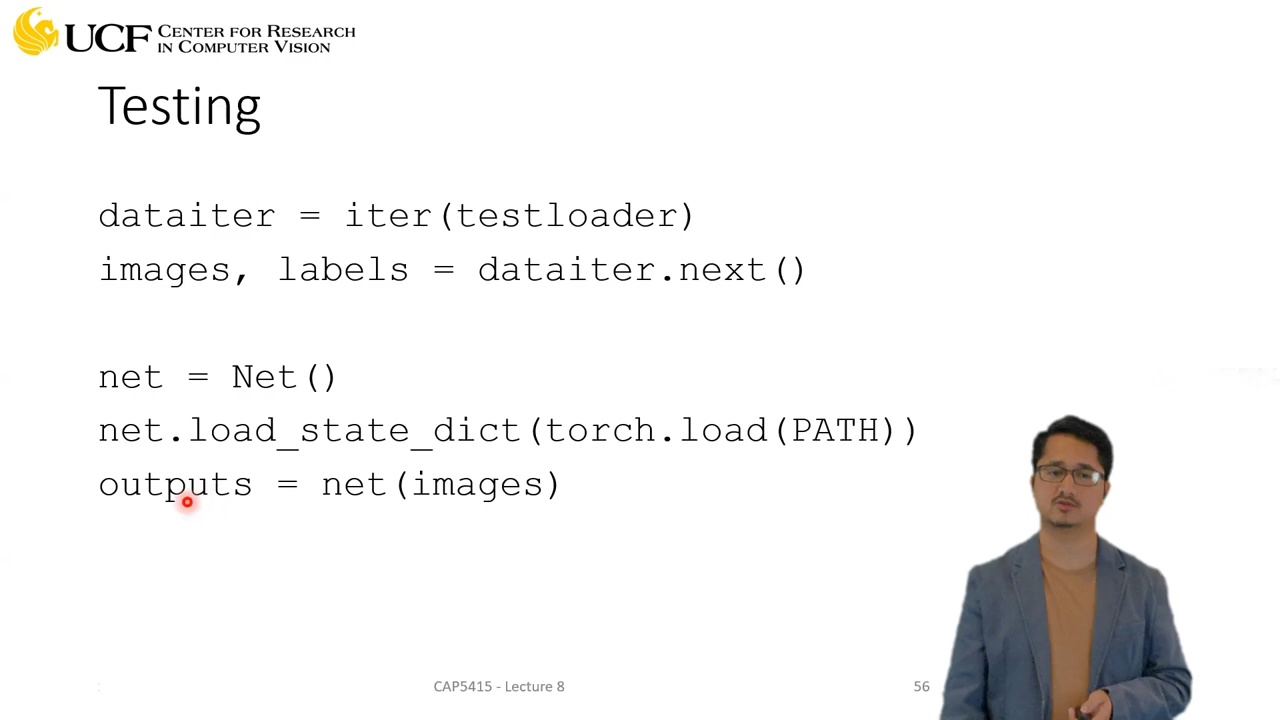 UCF CENTER FOR RESEARCH
IN COMPUTER VISION
Testing
dataiter = iter(testloader)
images, labels = dataiter.next()
net = Net()
net.load_state_dict(torch.load(PATH))
outputs = net(images)
CAP5415 - Lecture 8
56